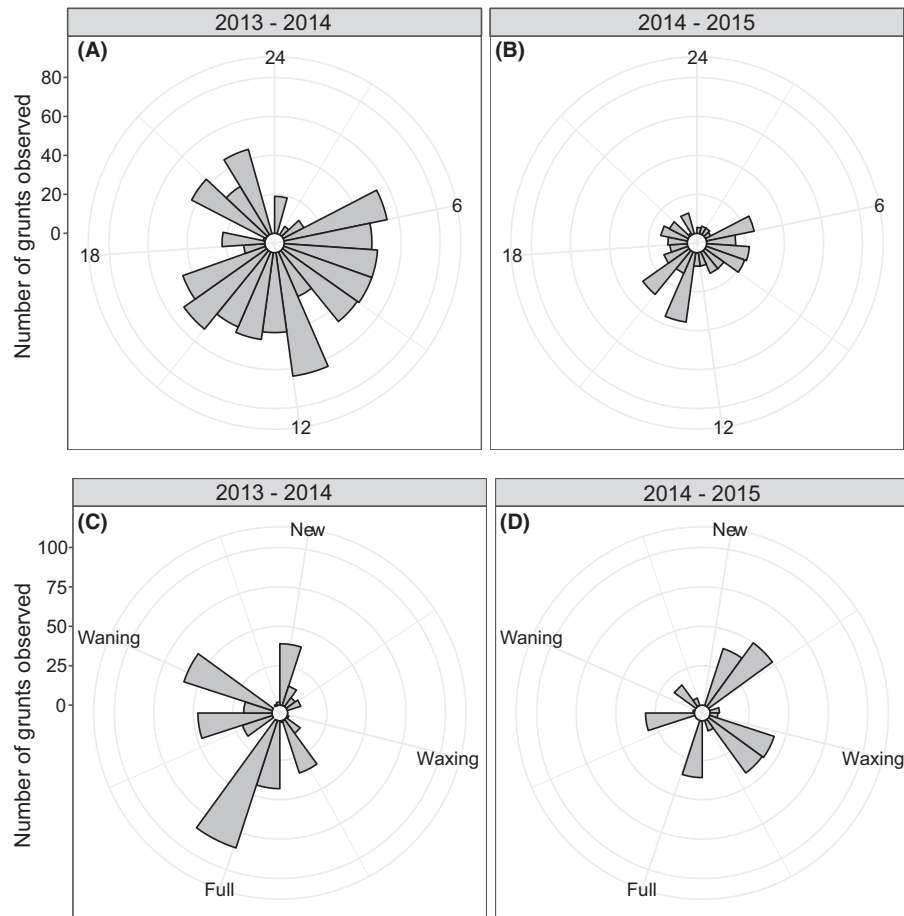 2013 - 2014
2014 - 2015
(A)
(B)
24
24
80
60
40
20
0
6
6
18
18
12
12
Number of grunts observed
2013 - 2014
2014 - 2015
(C)
(D)
New
New
100
75
50
25
0
Waning
Waning
Waxing
Waxing
Full
Full
Number of grunts observed